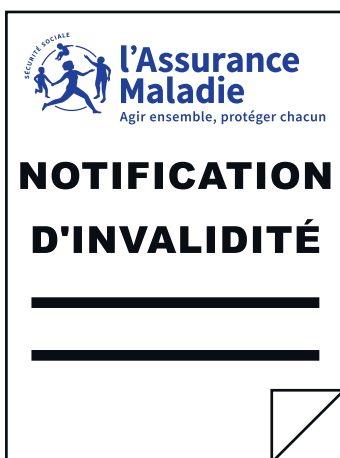 SÉCURITÉ SOCIALE
l'Assurance
Maladie
Agir ensemble, protéger chacun
NOTIFICATION
D'INVALIDITÉ